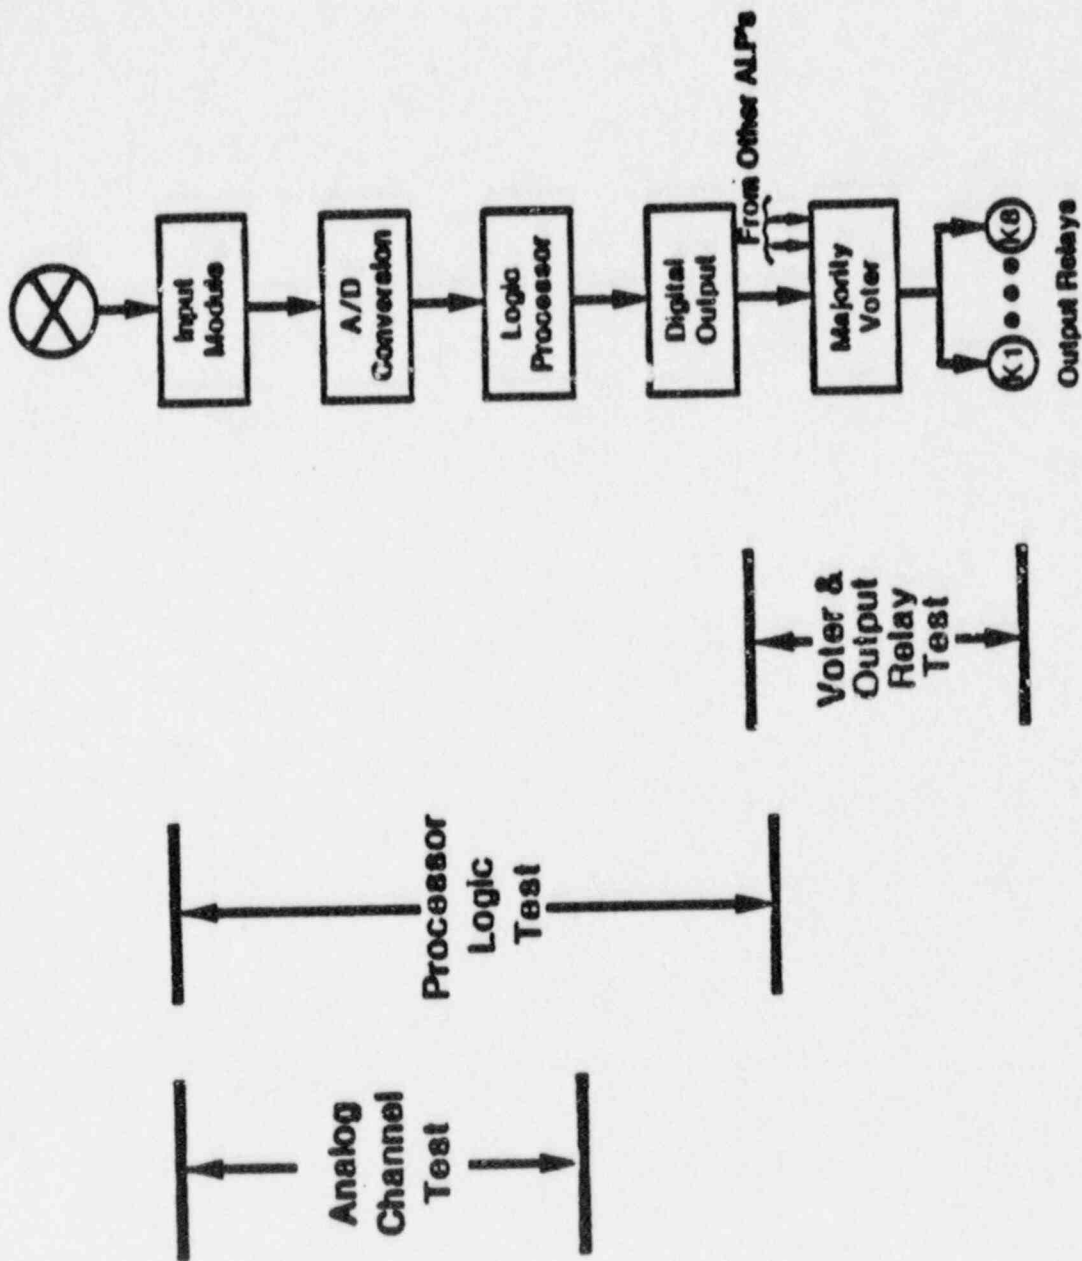 Input
Module
A/D
Conversion
Logic
Processor
Digital
Output
From Other ALP's
Majority
Voter
K1
K8
Output Relays
Voter &
Output
Relay
Test
Processor
Logic
Test
Analog
Channel
Test